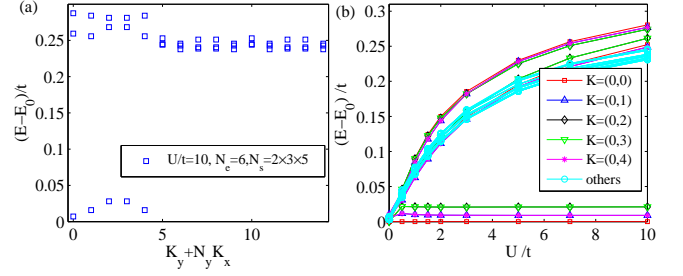 (a)
(E−E0)/t
0.25
0.2
0.15
0.1
0.05
0
U/t=10, Ne=6,Ns=2×3×5
0
5
10
Ky+NyKx
(b)
(E−E0)/t
0.3
0.25
0.2
0.15
0.1
0.05
0
K=(0,0)
K=(0,1)
K=(0,2)
K=(0,3)
K=(0,4)
others
0
2
4
6
8
10
U/t